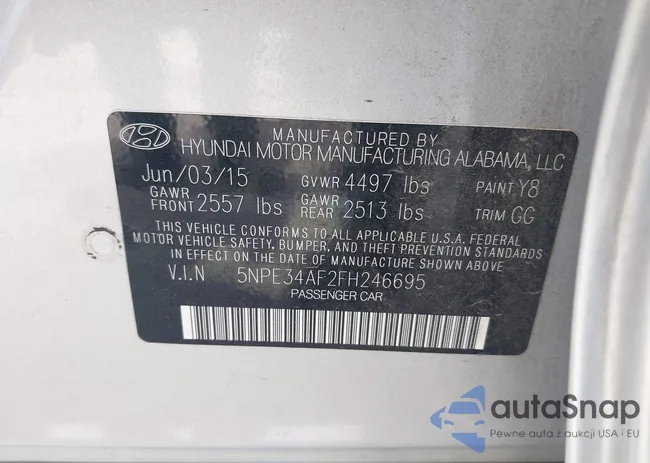 MANUFACTURED BY
HYUNDAI MOTOR MANUFACTURING ALABAMA, LLC
Jun/03/15 GVWR 4497 lbs PAINT Y8
GAWR FRONT 2557 lbs GAWR REAR 2513 lbs TRIM GG
THIS VEHICLE CONFORMS TO ALL APPLICABLE U.S.A. FEDERAL
MOTOR VEHICLE SAFETY, BUMPER, AND THEFT PREVENTION
STANDARDS IN EFFECT ON THE DATE OF MANUFACTURE SHOWN ABOVE
V.I.N 5NPE34AF2FH246695
PASSENGER CAR
autaSnap
Pewne auta z aukcji USA i EU